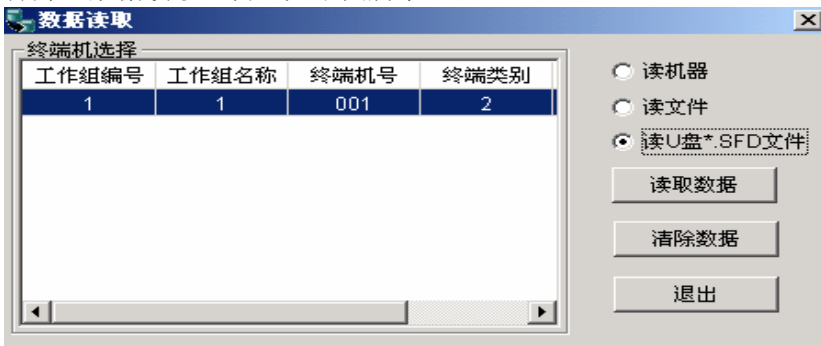 数据读取
终端机选择
工作组编号 工作组名称 终端机号 终端类别
1 1 001 2
读机器
读文件
读U盘*.SFD文件
读取数据
清除数据
退出